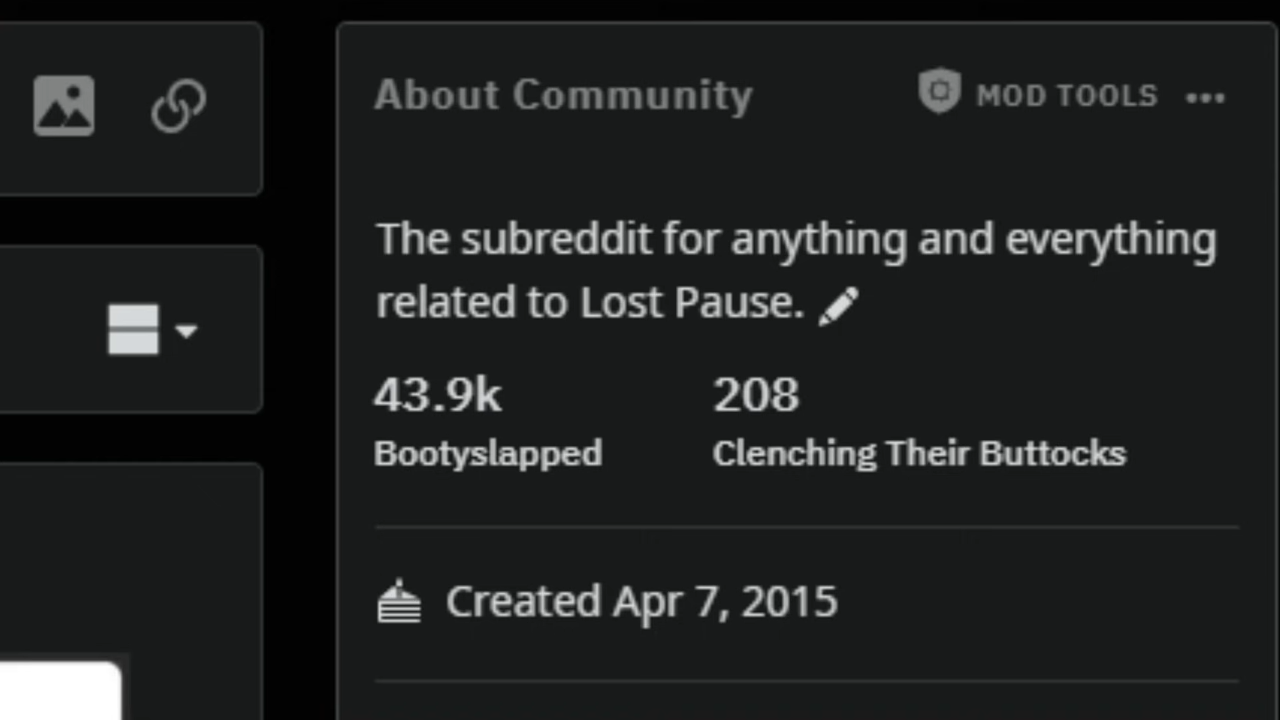 About Community
MOD TOOLS
The subreddit for anything and everything
related to Lost Pause.
43.9k
208
Bootyslapped
Clenching Their Buttocks
Created Apr 7, 2015